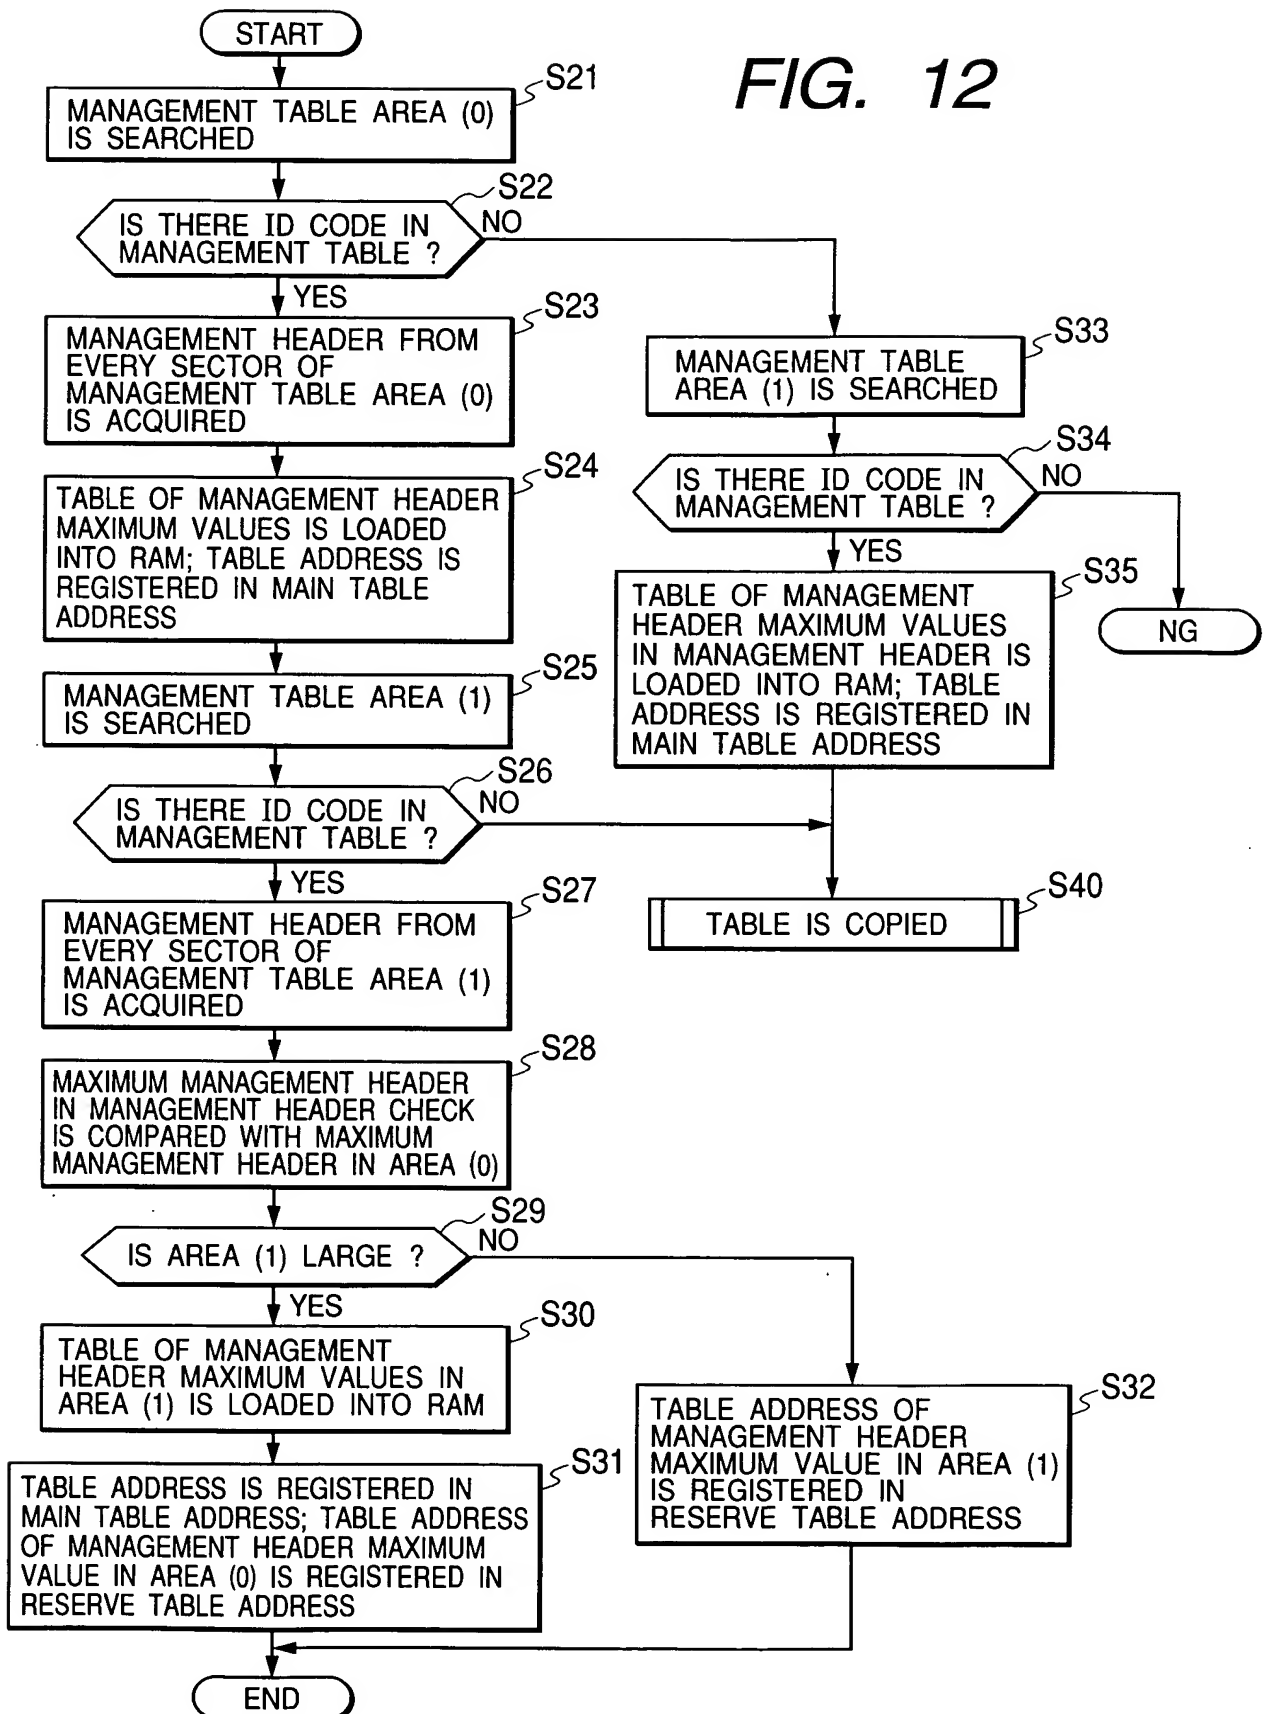 START
FIG. 12
S21
MANAGEMENT TABLE AREA (0)
IS SEARCHED
S22
IS THERE ID CODE IN
MANAGEMENT TABLE ?
NO
YES
S23
MANAGEMENT HEADER FROM
EVERY SECTOR OF
MANAGEMENT TABLE AREA (0)
IS ACQUIRED
S33
MANAGEMENT TABLE
AREA (1) IS SEARCHED
S24
TABLE OF MANAGEMENT HEADER
MAXIMUM VALUES IS LOADED
INTO RAM; TABLE ADDRESS IS
REGISTERED IN MAIN TABLE
ADDRESS
S34
IS THERE ID CODE IN
MANAGEMENT TABLE ?
NO
YES
S35
TABLE OF MANAGEMENT
HEADER MAXIMUM VALUES
IN MANAGEMENT HEADER IS
LOADED INTO RAM; TABLE
ADDRESS IS REGISTERED IN
MAIN TABLE ADDRESS
NG
S25
MANAGEMENT TABLE AREA (1)
IS SEARCHED
S26
IS THERE ID CODE IN
MANAGEMENT TABLE ?
NO
YES
S40
TABLE IS COPIED
S27
MANAGEMENT HEADER FROM
EVERY SECTOR OF
MANAGEMENT TABLE AREA (1)
IS ACQUIRED
S28
MAXIMUM MANAGEMENT HEADER
IN MANAGEMENT HEADER CHECK
IS COMPARED WITH MAXIMUM
MANAGEMENT HEADER IN AREA (0)
S29
IS AREA (1) LARGE ?
NO
YES
S30
TABLE OF MANAGEMENT
HEADER MAXIMUM VALUES IN
AREA (1) IS LOADED INTO RAM
S32
TABLE ADDRESS OF
MANAGEMENT HEADER
MAXIMUM VALUE IN AREA (1)
IS REGISTERED IN
RESERVE TABLE ADDRESS
S31
TABLE ADDRESS IS REGISTERED IN
MAIN TABLE ADDRESS; TABLE ADDRESS
OF MANAGEMENT HEADER MAXIMUM
VALUE IN AREA (0) IS REGISTERED IN
RESERVE TABLE ADDRESS
END